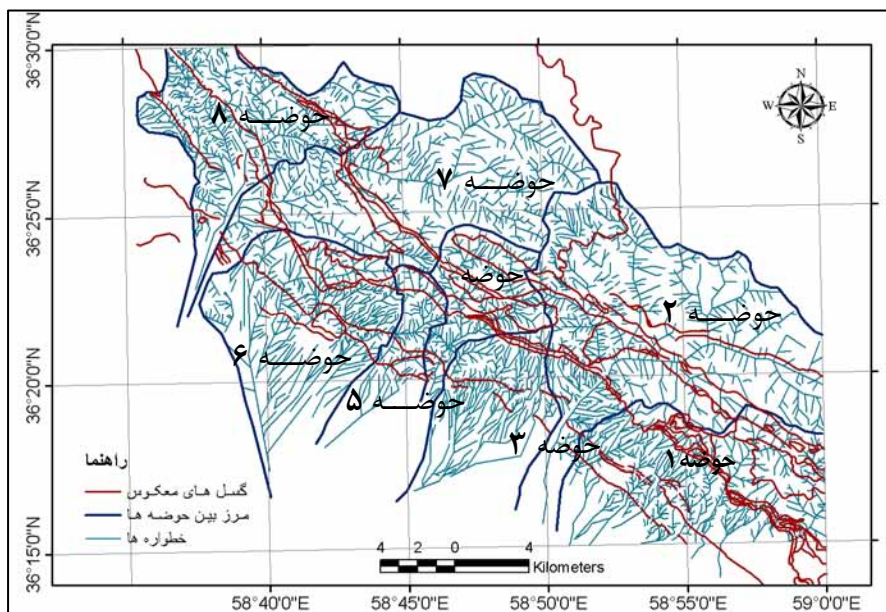 36°30'0"N
36°25'0"N
36°20'0"N
36°15'0"N
N
W E
S
حوضه ۸
حوضه ۷
حوضه
حوضه ۲
حوضه ۶
حوضه ۵
حوضه ۳
حوضه ۱
راهنما
گسل های معکوس
مرز بین حوضه ها
خطواره ها
4 2 0 4
Kilometers
58°40'0"E 58°45'0"E 58°50'0"E 58°55'0"E 59°0'0"E